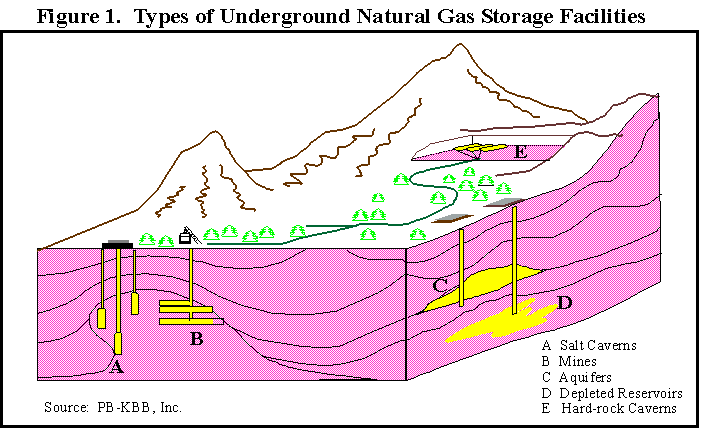 Figure 1. Types of Underground Natural Gas Storage Facilities
E
C
D
B
A
A Salt Caverns
B Mines
C Aquifers
D Depleted Reservoirs
E Hard-rock Caverns
Source: PB-KBB, Inc.